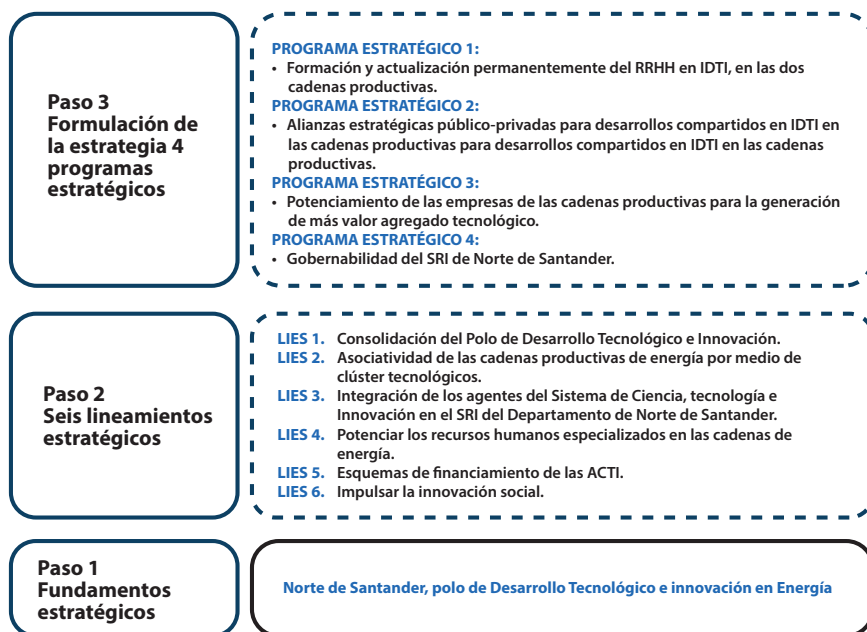 Paso 3
Formulación de
la estrategia 4
programas
estratégicos
PROGRAMA ESTRATÉGICO 1:
• Formación y actualización permanentemente del RRHH en IDTI, en las dos
cadenas productivas.
PROGRAMA ESTRATÉGICO 2:
• Alianzas estratégicas público-privadas para desarrollos compartidos en IDTI en
las cadenas productivas para desarrollos compartidos en IDTI en las cadenas
productivas.
PROGRAMA ESTRATÉGICO 3:
• Potenciamiento de las empresas de las cadenas productivas para la generación
de más valor agregado tecnológico.
PROGRAMA ESTRATÉGICO 4:
• Gobernabilidad del SRI de Norte de Santander.
Paso 2
Seis lineamientos
estratégicos
LIES 1. Consolidación del Polo de Desarrollo Tecnológico e Innovación.
LIES 2. Asociatividad de las cadenas productivas de energía por medio de
clúster tecnológicos.
LIES 3. Integración de los agentes del Sistema de Ciencia, tecnología e
Innovación en el SRI del Departamento de Norte de Santander.
LIES 4. Potenciar los recursos humanos especializados en las cadenas de
energía.
LIES 5. Esquemas de financiamiento de las ACTI.
LIES 6. Impulsar la innovación social.
Paso 1
Fundamentos
estratégicos
Norte de Santander, polo de Desarrollo Tecnológico e innovación en Energía